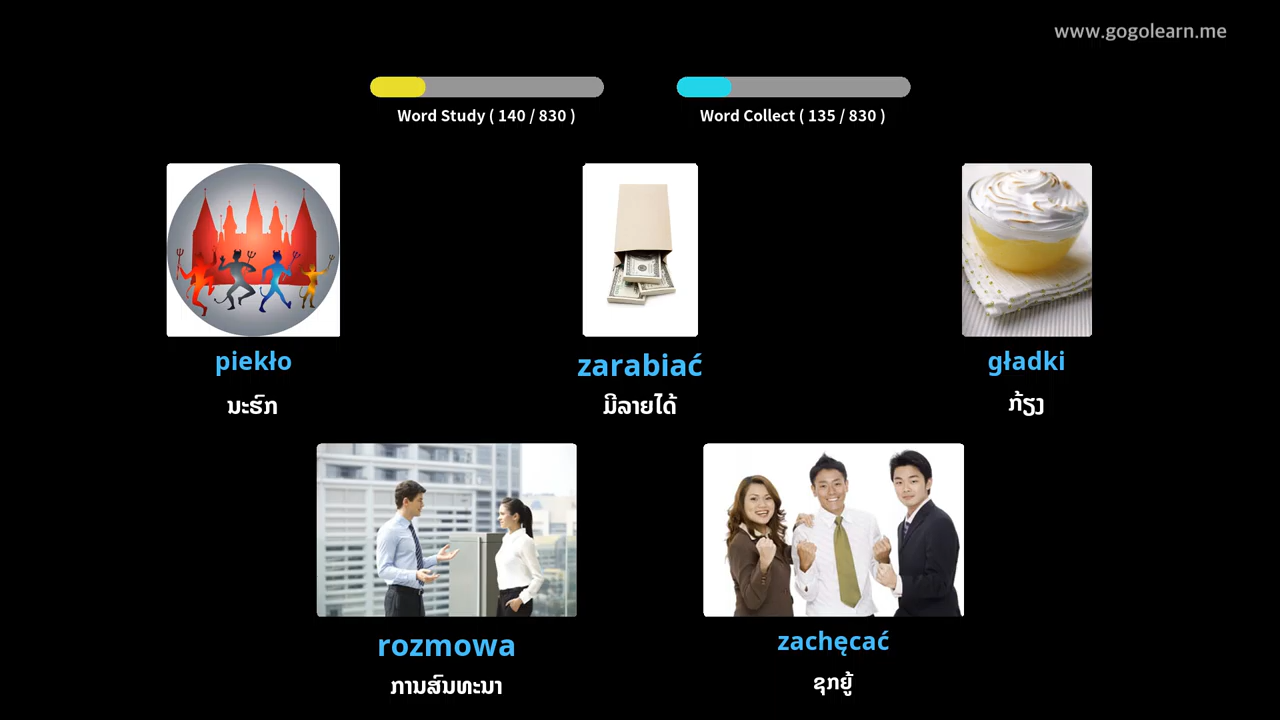 www.gogolearn.me
Word Study ( 140 / 830 )
Word Collect ( 135 / 830 )
piekło
zarabiać
gładki
ນະຮົກ
ມີລາຍໄດ້
ກ້ຽງ
rozmowa
zachęcać
ການສົນທະນາ
ຊຸກຍູ້